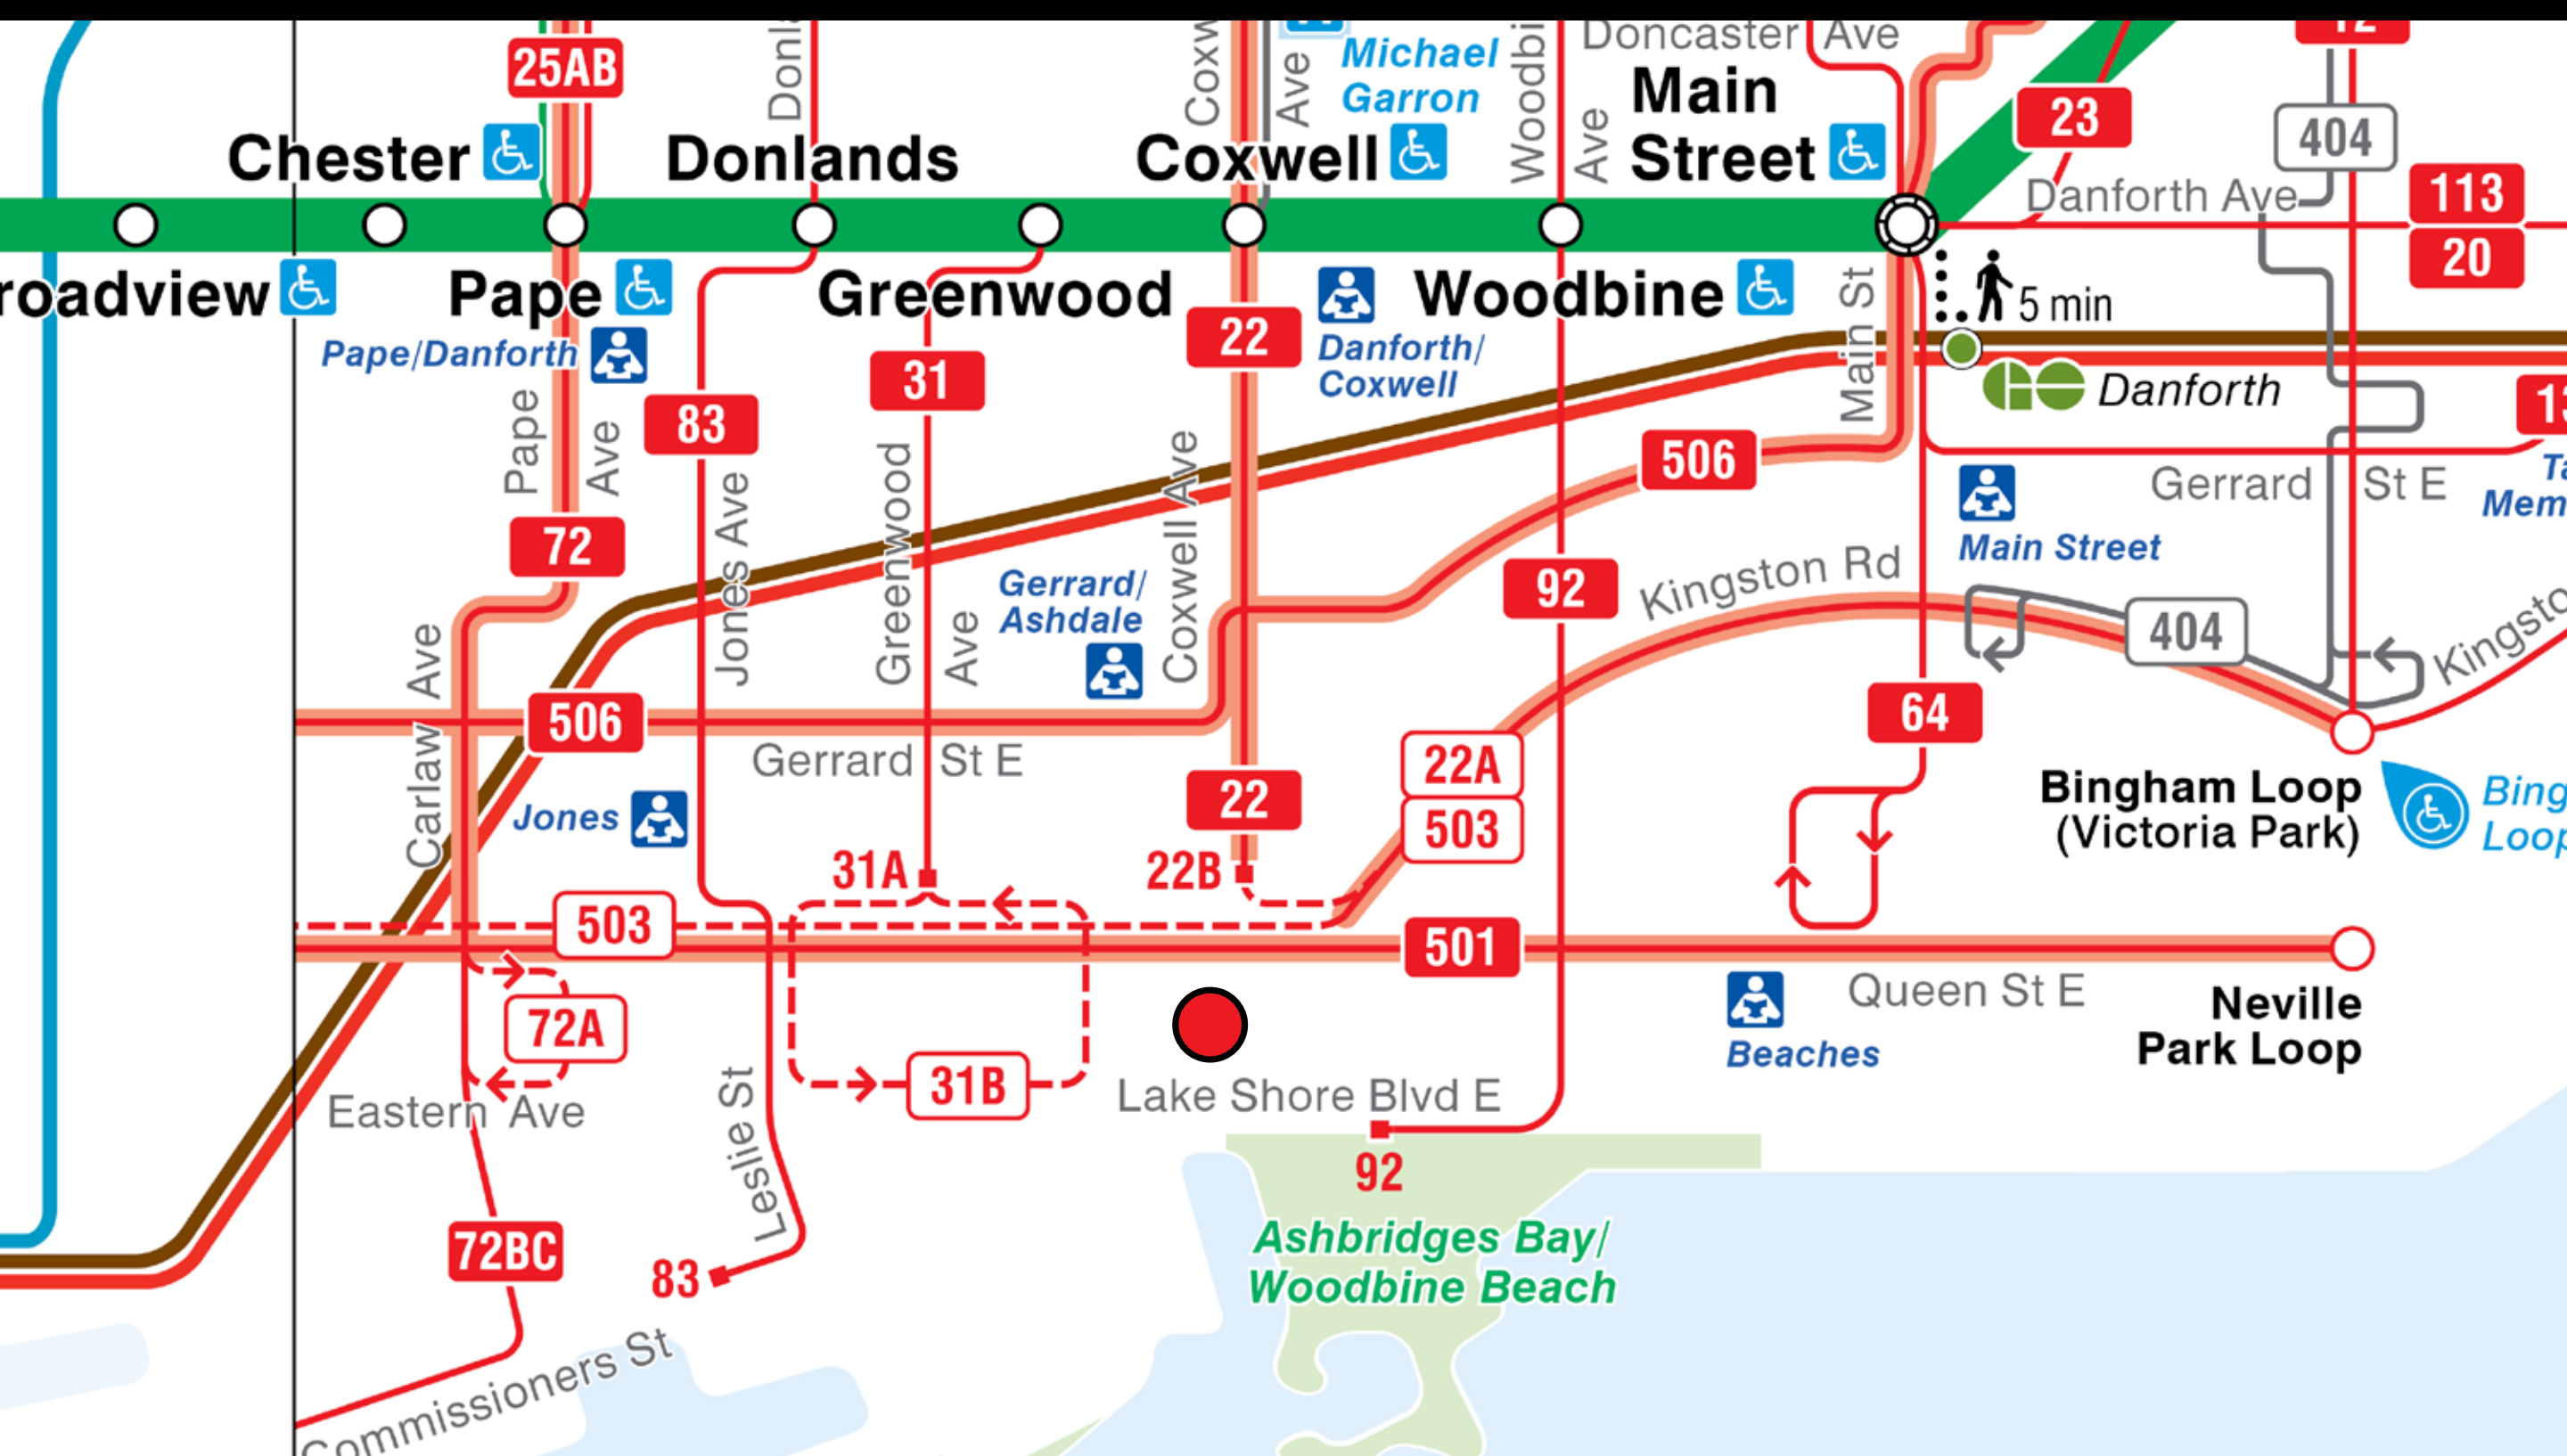 Doncaster Ave
25AB
Michael
Garron
Ave
Main
Street
23
404
Chester
Donlands
Coxwell
Ave
Danforth Ave
113
20
Pape
Greenwood
Woodbine
Main St
5 min
22
Danforth/
Coxwell
Pape/Danforth
31
Danforth
83
Pape
Ave
506
Gerrard St E
72
Jones Ave
Greenwood
Ave
Coxwell Ave
Main Street
Gerrard/
Ashdale
92
Kingston Rd
404
Carlaw Ave
506
64
Gerrard St E
22A
503
22
Bingham Loop
(Victoria Park)
Jones
31A
22B
503
501
Queen St E
Neville
Park Loop
72A
Beaches
31B
Lake Shore Blvd E
Eastern Ave
Leslie St
92
72BC
83
Ashbridges Bay/
Woodbine Beach
Commissioners St